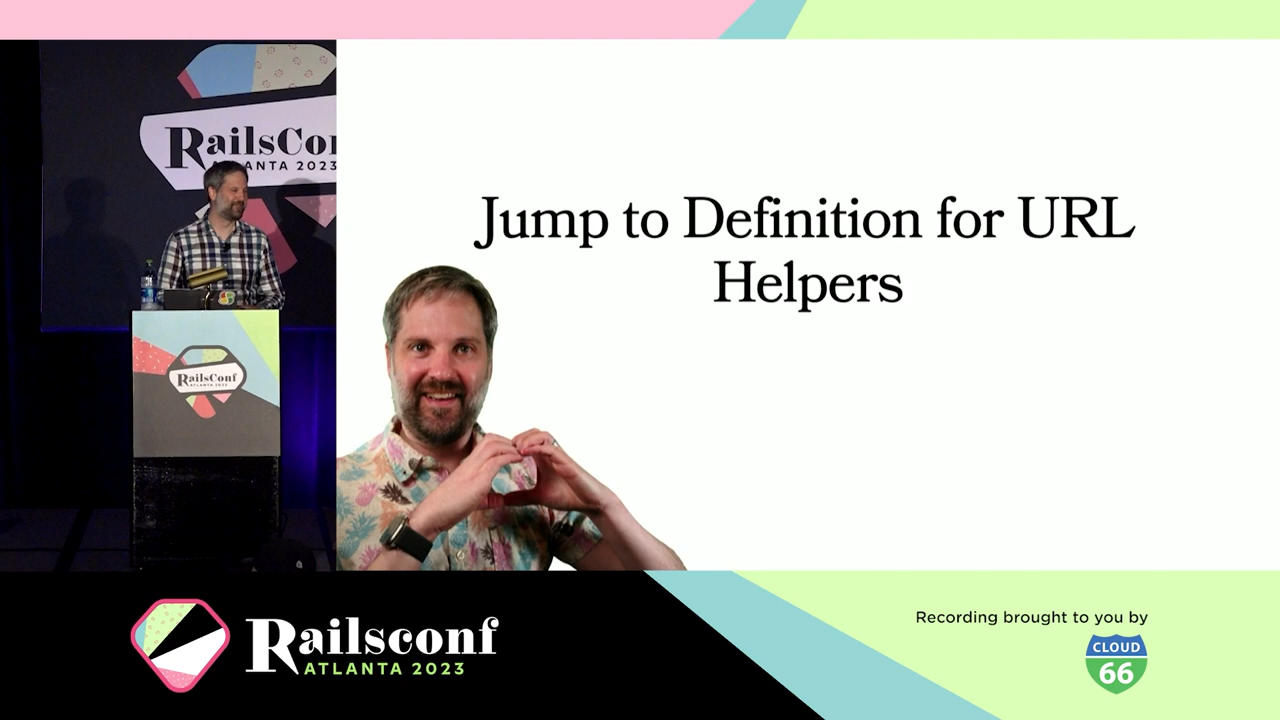 RailsCon
ATLANTA 2023
Jump to Definition for URL
Helpers
RailsConf
ATLANTA 2023
Railsconf
ATLANTA 2023
Recording brought to you by
CLOUD
66